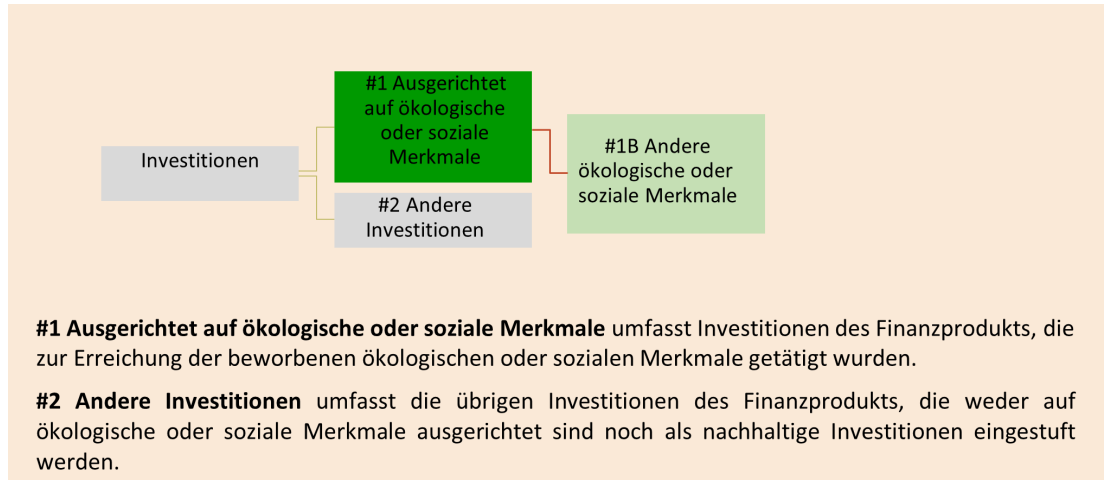 Investitionen
#1 Ausgerichtet
auf ökologische
oder soziale
Merkmale
#2 Andere
Investitionen
#1B Andere
ökologische oder
soziale Merkmale
#1 Ausgerichtet auf ökologische oder soziale Merkmale umfasst Investitionen des Finanzprodukts, die
zur Erreichung der beworbenen ökologischen oder sozialen Merkmale getätigt wurden.
#2 Andere Investitionen umfasst die übrigen Investitionen des Finanzprodukts, die weder auf
ökologische oder soziale Merkmale ausgerichtet sind noch als nachhaltige Investitionen eingestuft
werden.